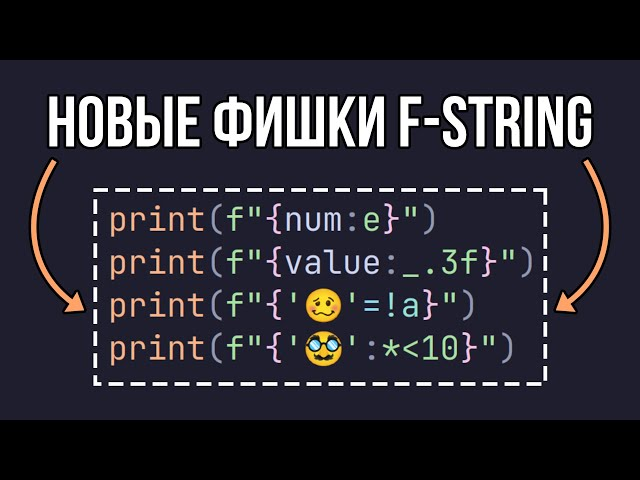 НОВЫЕ ФИШКИ F-STRING
print(f"{num:e}")
print(f"{value:_.3f}")
print(f"{'🥴'=!a}")
print(f"{'🥸':*<10}")